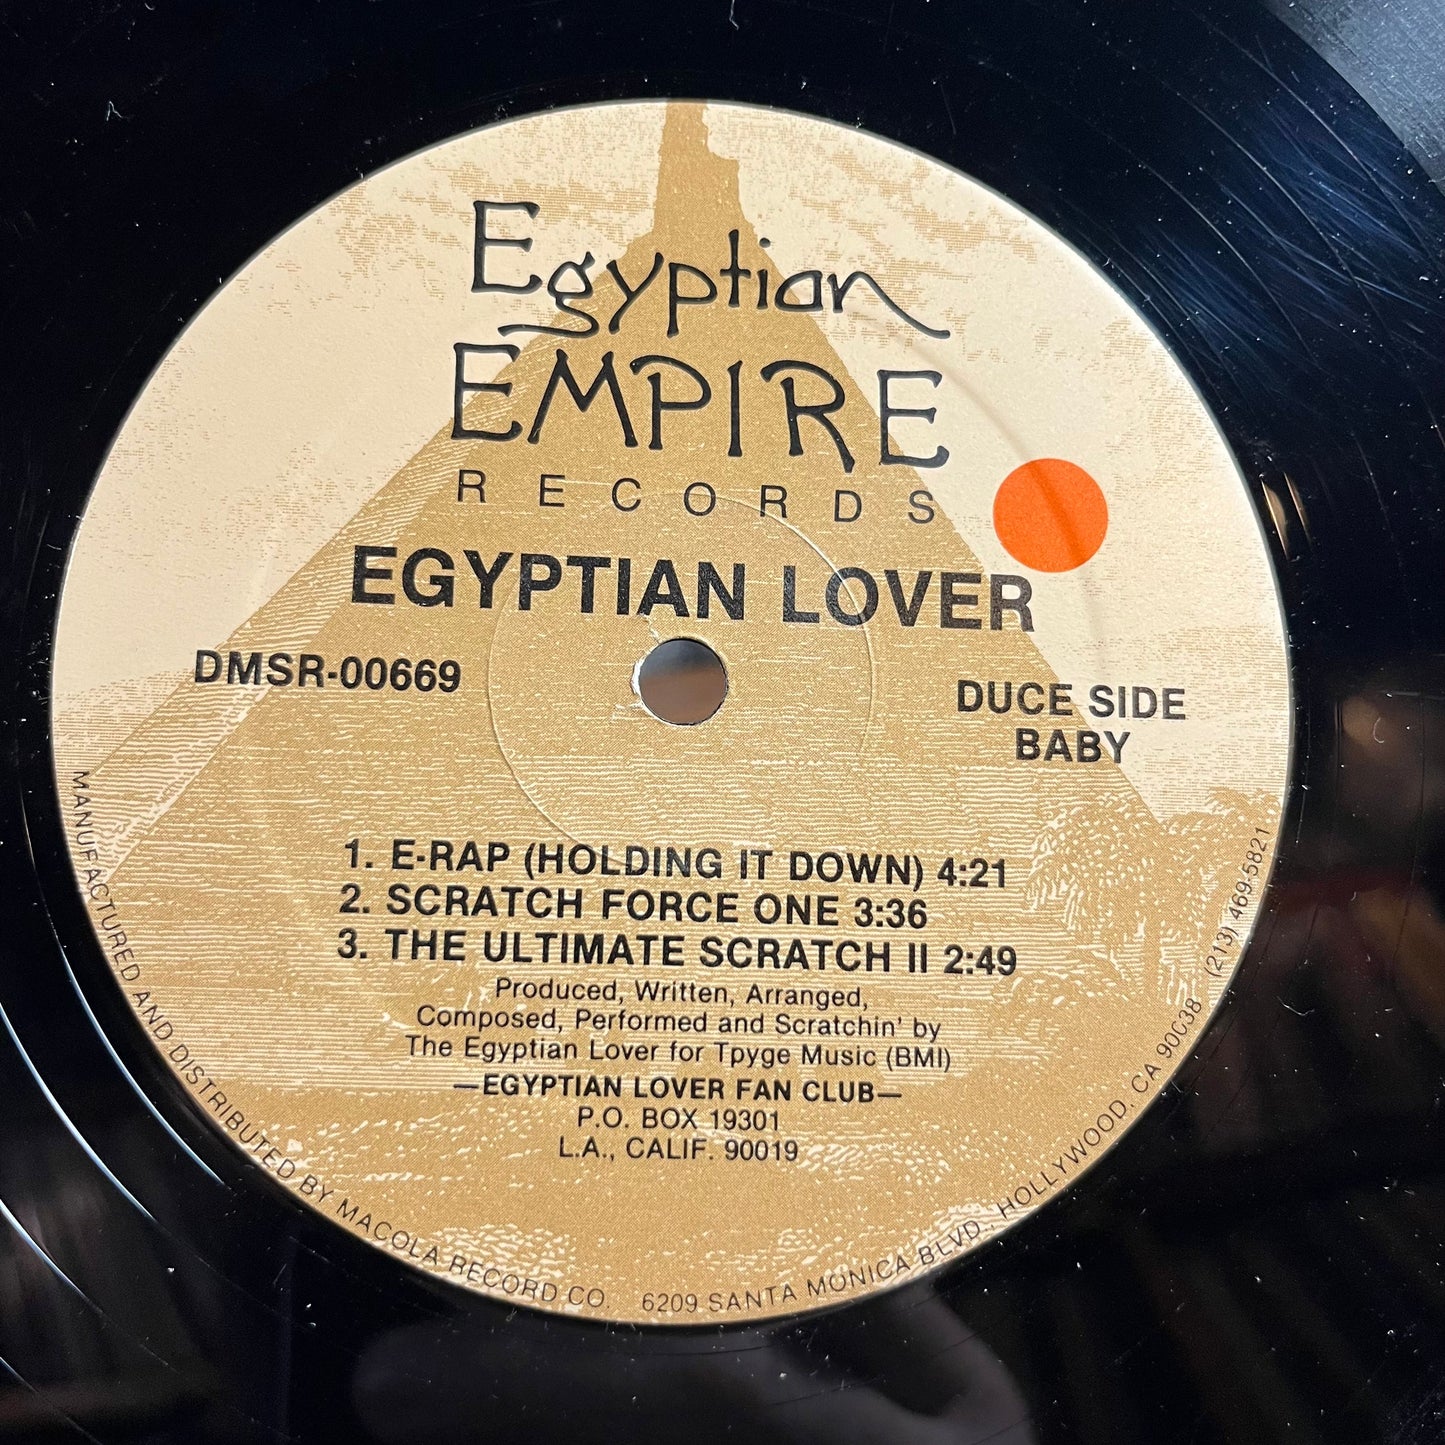 Egyptian
EMPIRE
RECORDS
EGYPTIAN LOVER
DMSR-00669
DUCE SIDE
BABY
1. E-RAP (HOLDING IT DOWN) 4:21
2. SCRATCH FORCE ONE 3:36
3. THE ULTIMATE SCRATCH II 2:49
Produced, Written, Arranged,
Composed, Performed and Scratchin' by
The Egyptian Lover for Tpyge Music (BMI)
—EGYPTIAN LOVER FAN CLUB—
P.O. BOX 19301
L.A., CALIF. 90019
MANUFACTURED AND DISTRIBUTED BY MACOLA RECORD CO. 6209 SANTA MONICA BLVD., HOLLYWOOD, CA 90038 (213) 469-5821